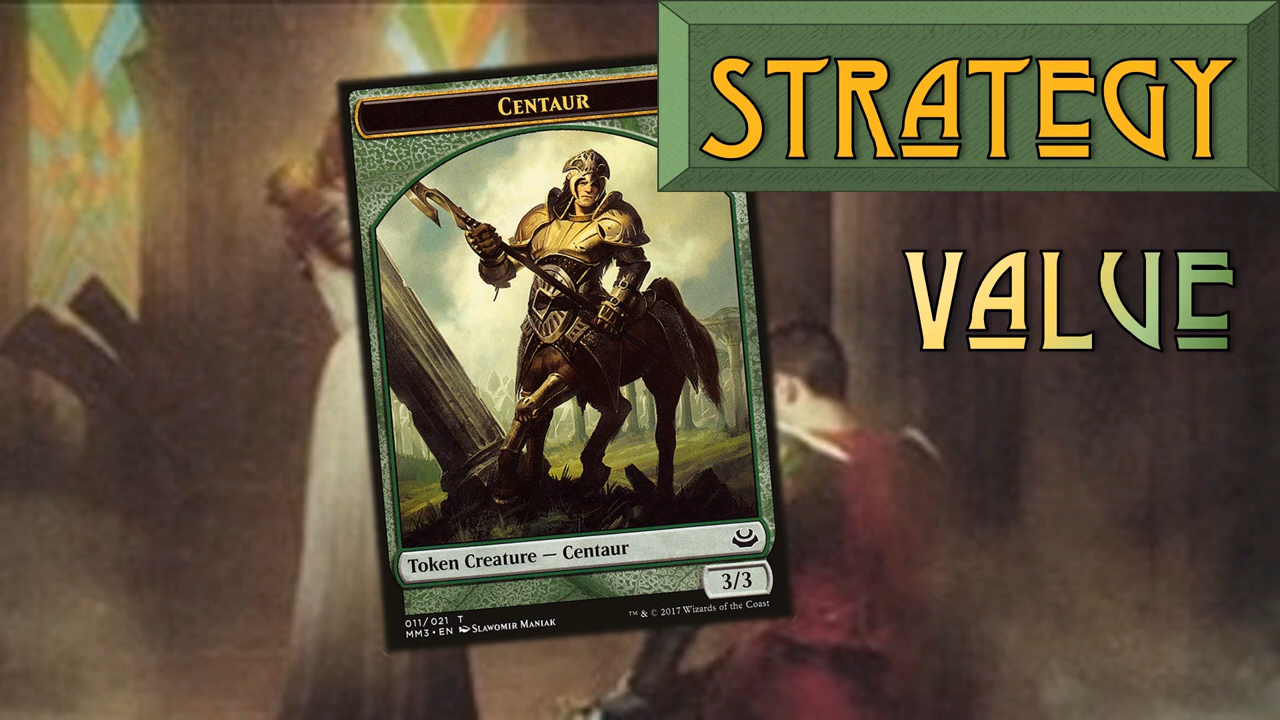 STRATEGY
VALUE
CENTAUR
Token Creature — Centaur
3/3
011/021 T
MM3 • EN SLAWOMIR MANIAK
™ & © 2017 Wizards of the Coast